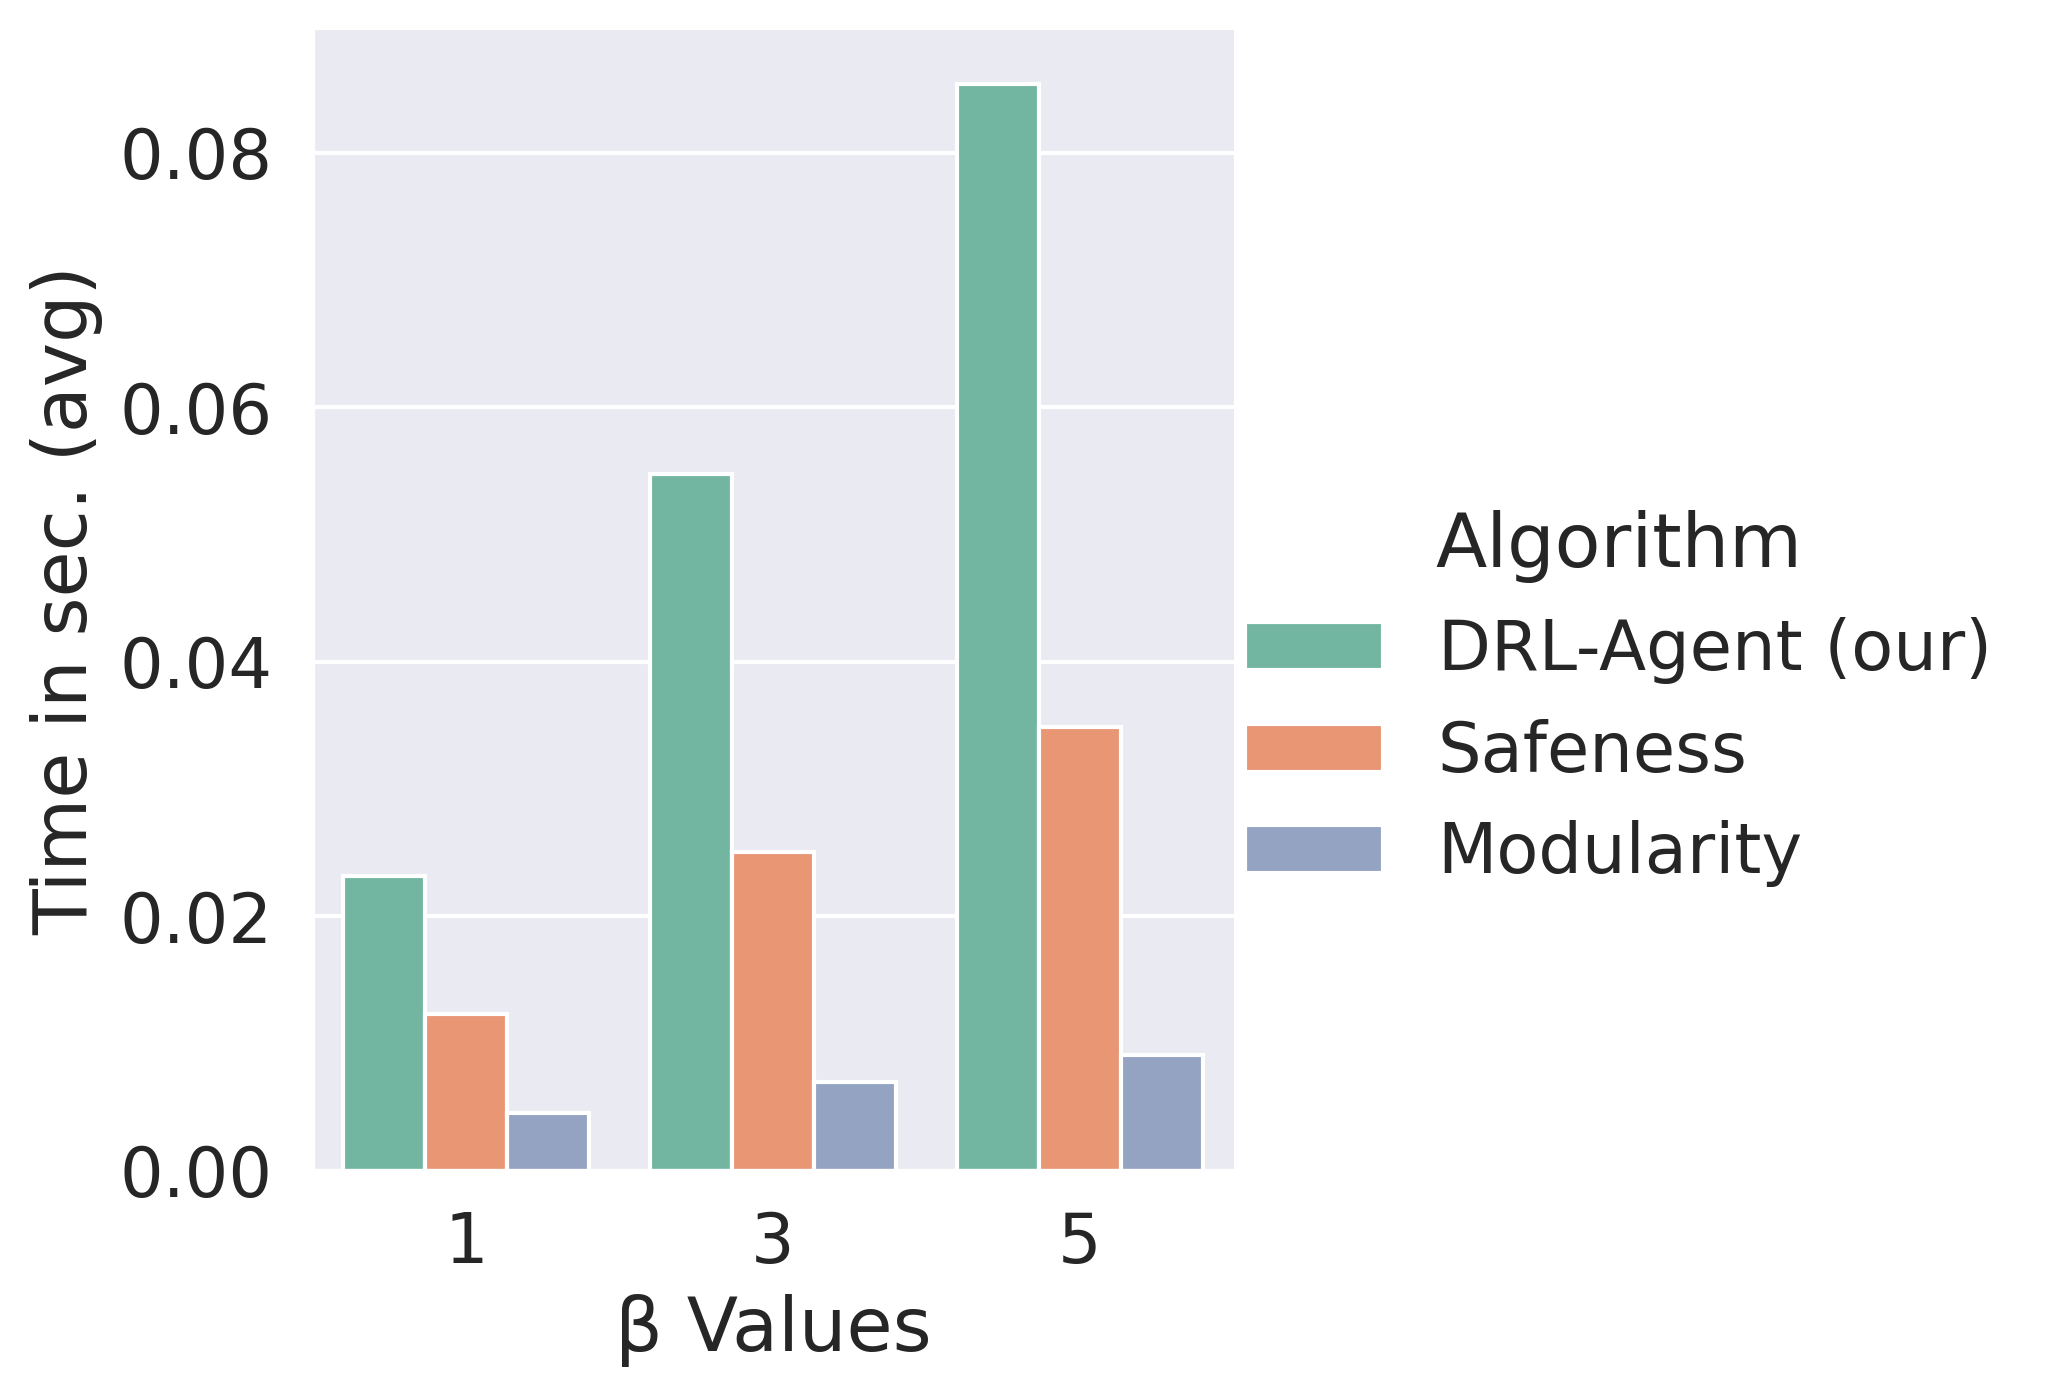 Time in sec. (avg)
0.08
0.06
0.04
0.02
0.00
1 3 5
β Values
Algorithm
DRL-Agent (our)
Safeness
Modularity